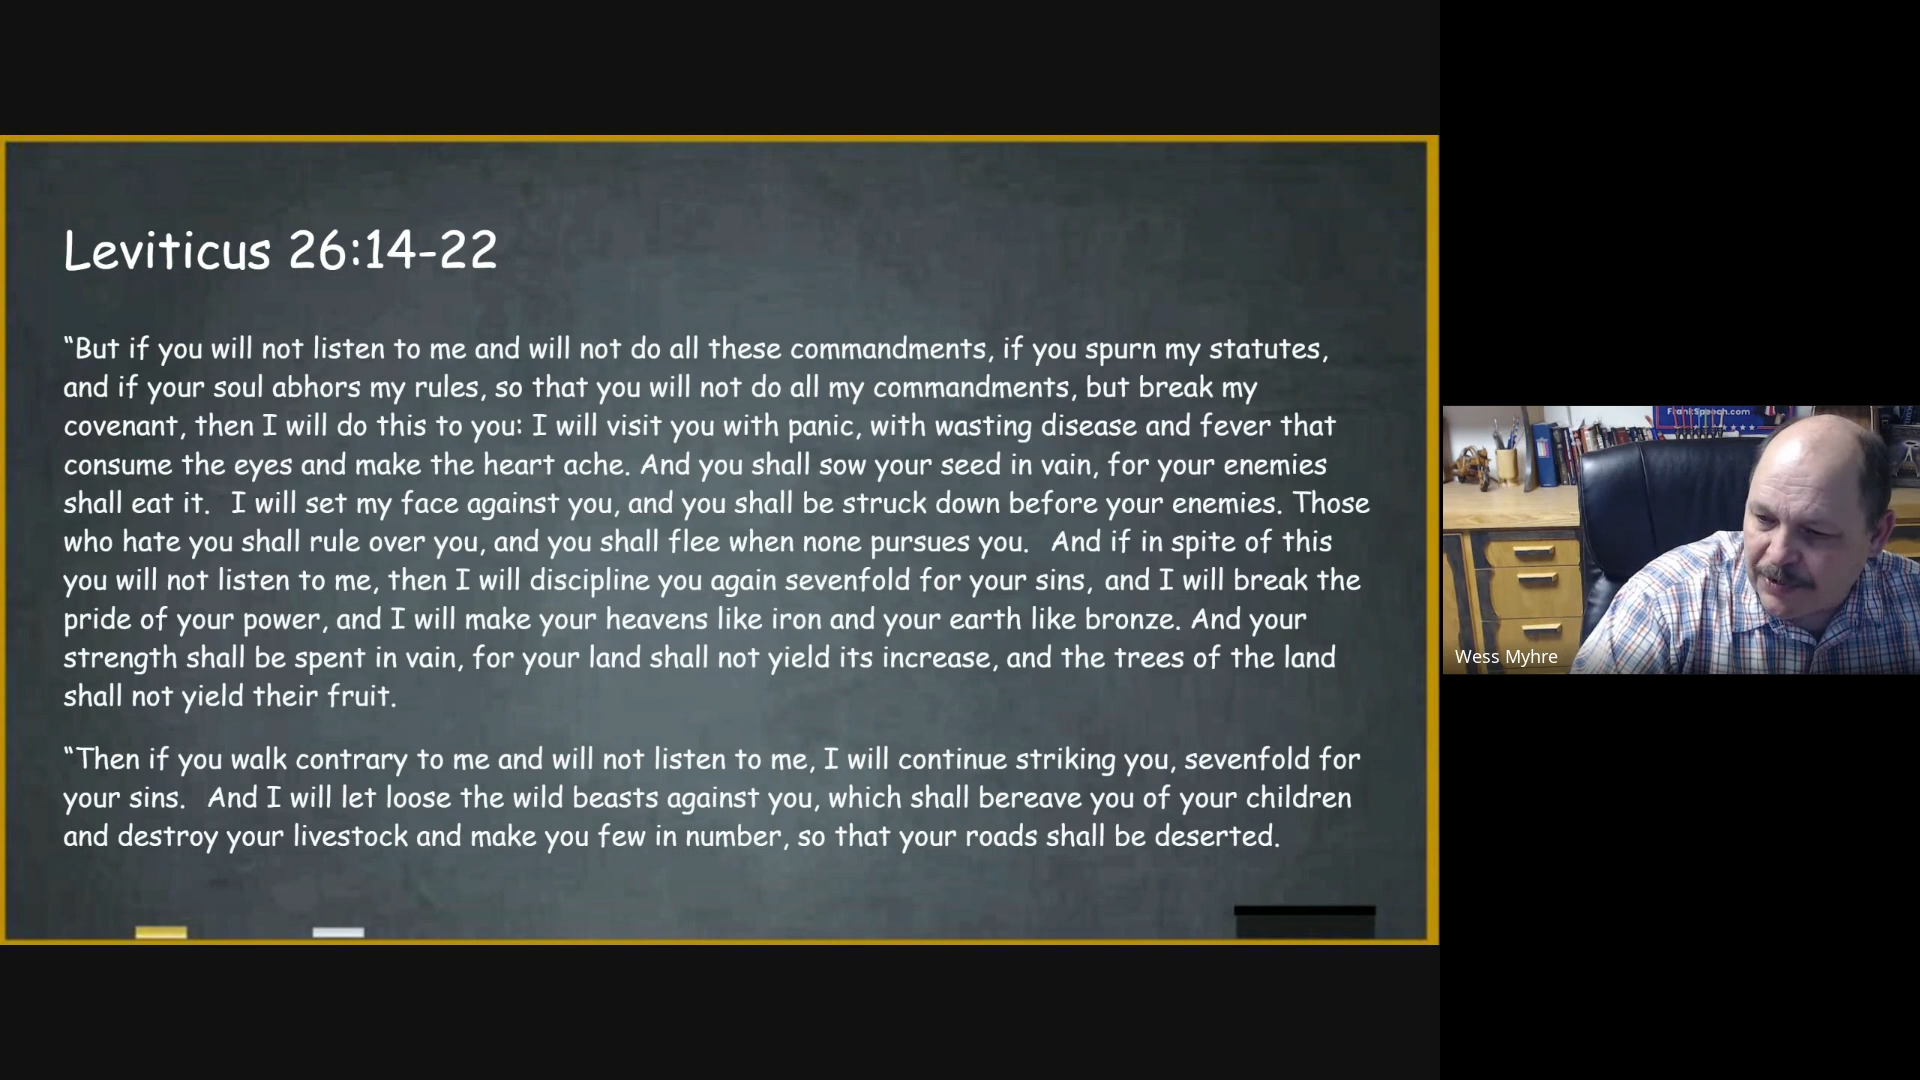 Leviticus 26:14-22
“But if you will not listen to me and will not do all these commandments, if you spurn my statutes,
and if your soul abhors my rules, so that you will not do all my commandments, but break my
covenant, then I will do this to you: I will visit you with panic, with wasting disease and fever that
consume the eyes and make the heart ache. And you shall sow your seed in vain, for your enemies
shall eat it.  I will set my face against you, and you shall be struck down before your enemies. Those
who hate you shall rule over you, and you shall flee when none pursues you.  And if in spite of this
you will not listen to me, then I will discipline you again sevenfold for your sins, and I will break the
pride of your power, and I will make your heavens like iron and your earth like bronze. And your
strength shall be spent in vain, for your land shall not yield its increase, and the trees of the land
shall not yield their fruit.
“Then if you walk contrary to me and will not listen to me, I will continue striking you, sevenfold for
your sins.  And I will let loose the wild beasts against you, which shall bereave you of your children
and destroy your livestock and make you few in number, so that your roads shall be deserted.
FrankSpeech.com
Wess Myhre